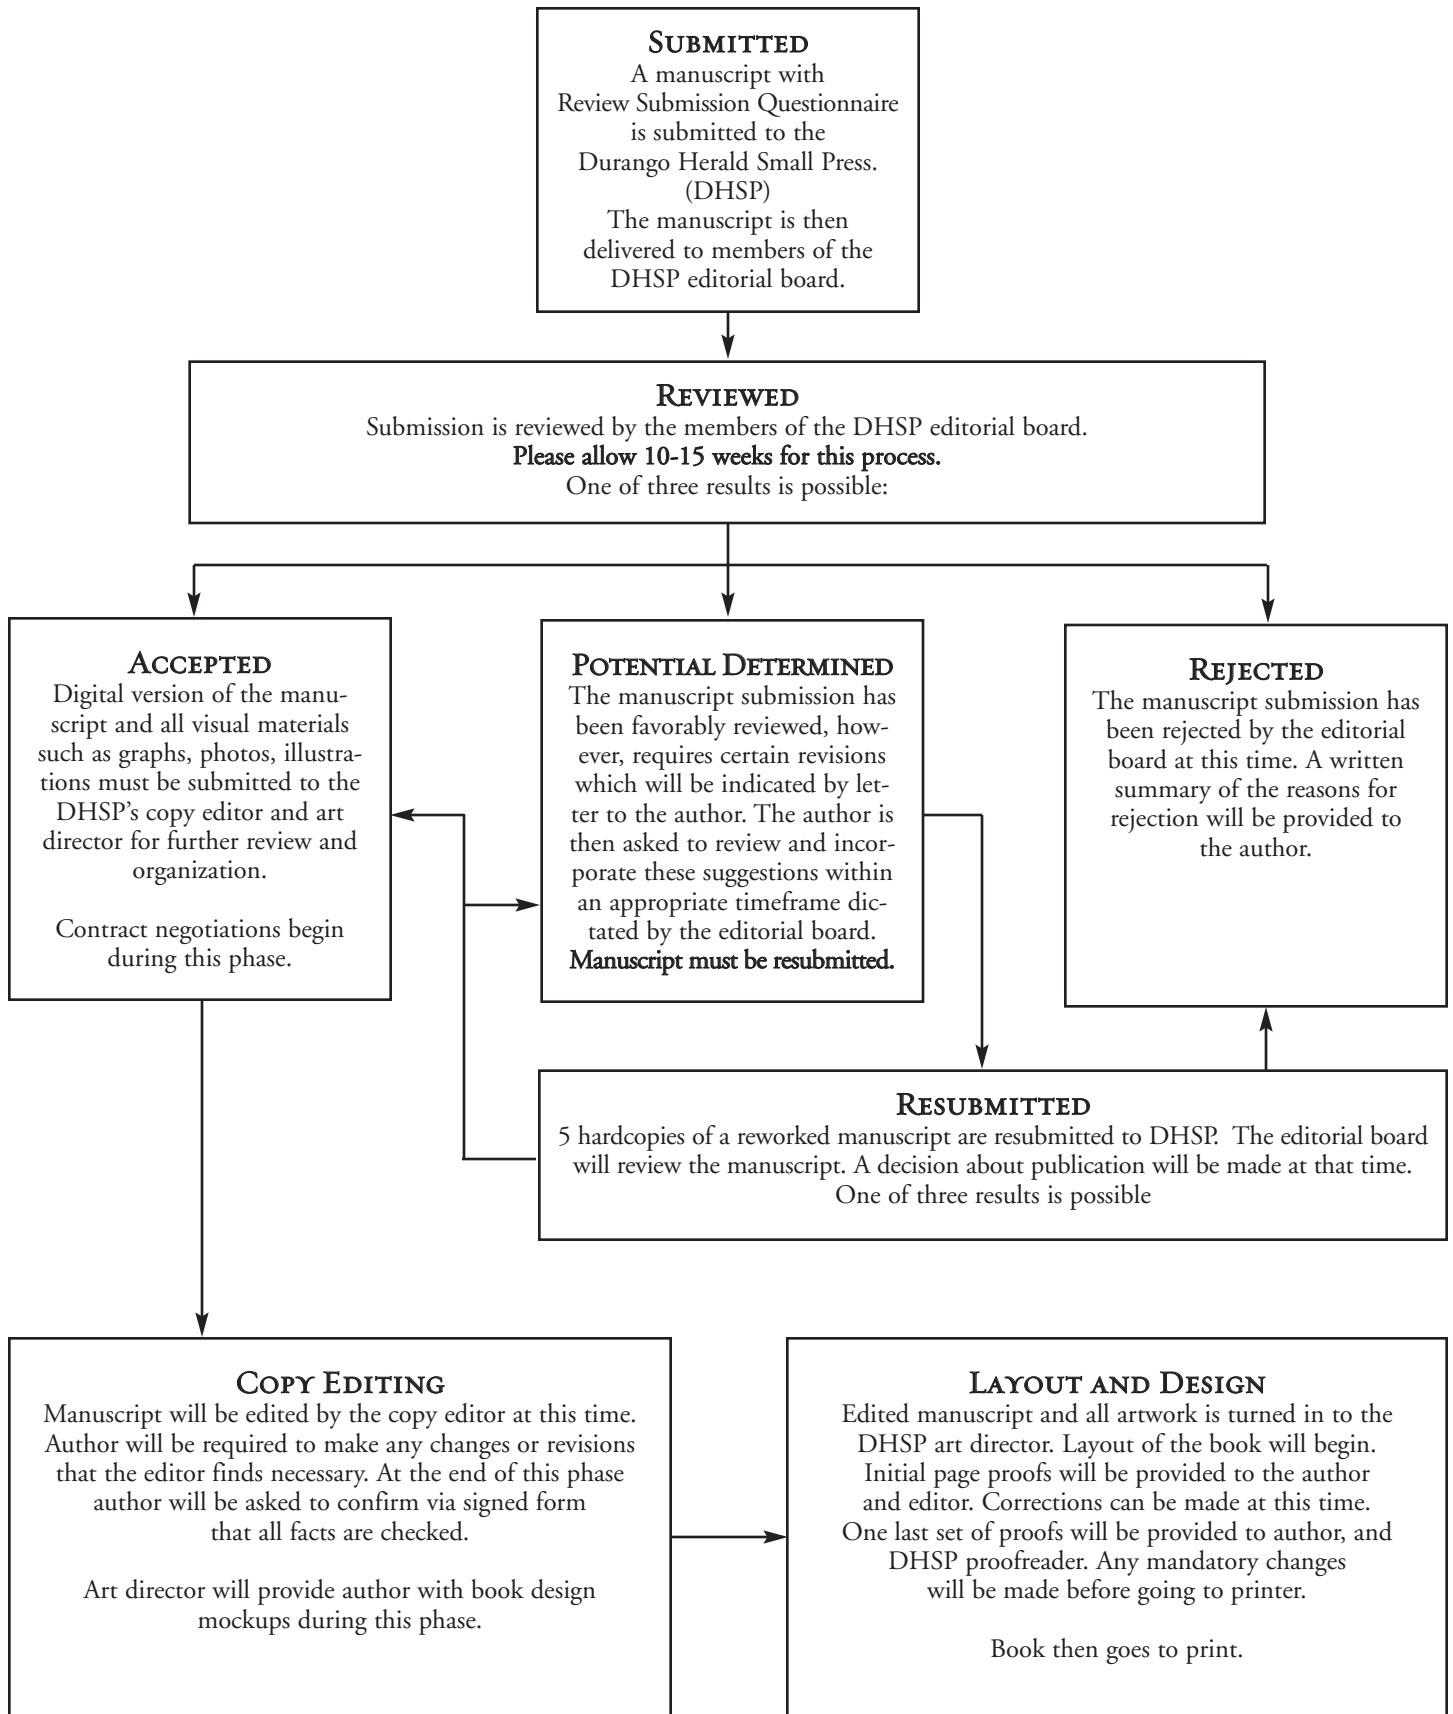 SUBMITTED
A manuscript with
Review Submission Questionnaire
is submitted to the
Durango Herald Small Press.
(DHSP)
The manuscript is then
delivered to members of the
DHSP editorial board.
REVIEWED
Submission is reviewed by the members of the DHSP editorial board.
Please allow 10-15 weeks for this process.
One of three results is possible:
ACCEPTED
Digital version of the manu-
script and all visual materials
such as graphs, photos, illustra-
tions must be submitted to the
DHSP’s copy editor and art
director for further review and
organization.
Contract negotiations begin
during this phase.
POTENTIAL DETERMINED
The manuscript submission has
been favorably reviewed, how-
ever, requires certain revisions
which will be indicated by let-
ter to the author. The author is
then asked to review and incor-
porate these suggestions within
an appropriate timeframe dic-
tated by the editorial board.
Manuscript must be resubmitted.
REJECTED
The manuscript submission has
been rejected by the editorial
board at this time. A written
summary of the reasons for
rejection will be provided to
the author.
RESUBMITTED
5 hardcopies of a reworked manuscript are resubmitted to DHSP.  The editorial board
will review the manuscript. A decision about publication will be made at that time.
One of three results is possible
COPY EDITING
Manuscript will be edited by the copy editor at this time.
Author will be required to make any changes or revisions
that the editor finds necessary. At the end of this phase
author will be asked to confirm via signed form
that all facts are checked.
Art director will provide author with book design
mockups during this phase.
LAYOUT AND DESIGN
Edited manuscript and all artwork is turned in to the
DHSP art director. Layout of the book will begin.
Initial page proofs will be provided to the author
and editor. Corrections can be made at this time.
One last set of proofs will be provided to author, and
DHSP proofreader. Any mandatory changes
will be made before going to printer.
Book then goes to print.